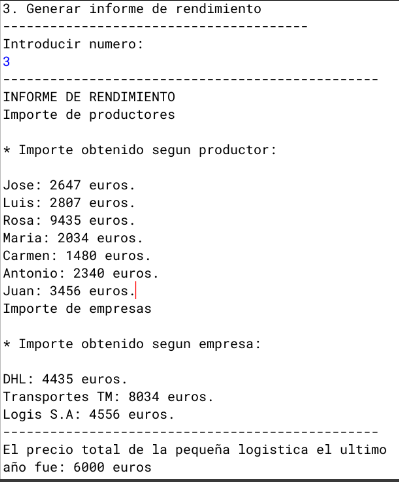 3. Generar informe de rendimiento
---------------------------------------
Introducir numero:
3
------------------------------------------------
INFORME DE RENDIMIENTO
Importe de productores
* Importe obtenido segun productor:
Jose: 2647 euros.
Luis: 2807 euros.
Rosa: 9435 euros.
Maria: 2034 euros.
Carmen: 1480 euros.
Antonio: 2340 euros.
Juan: 3456 euros.
Importe de empresas
* Importe obtenido segun empresa:
DHL: 4435 euros.
Transportes TM: 8034 euros.
Logis S.A: 4556 euros.
------------------------------------------------
El precio total de la pequeña logistica el ultimo
año fue: 6000 euros